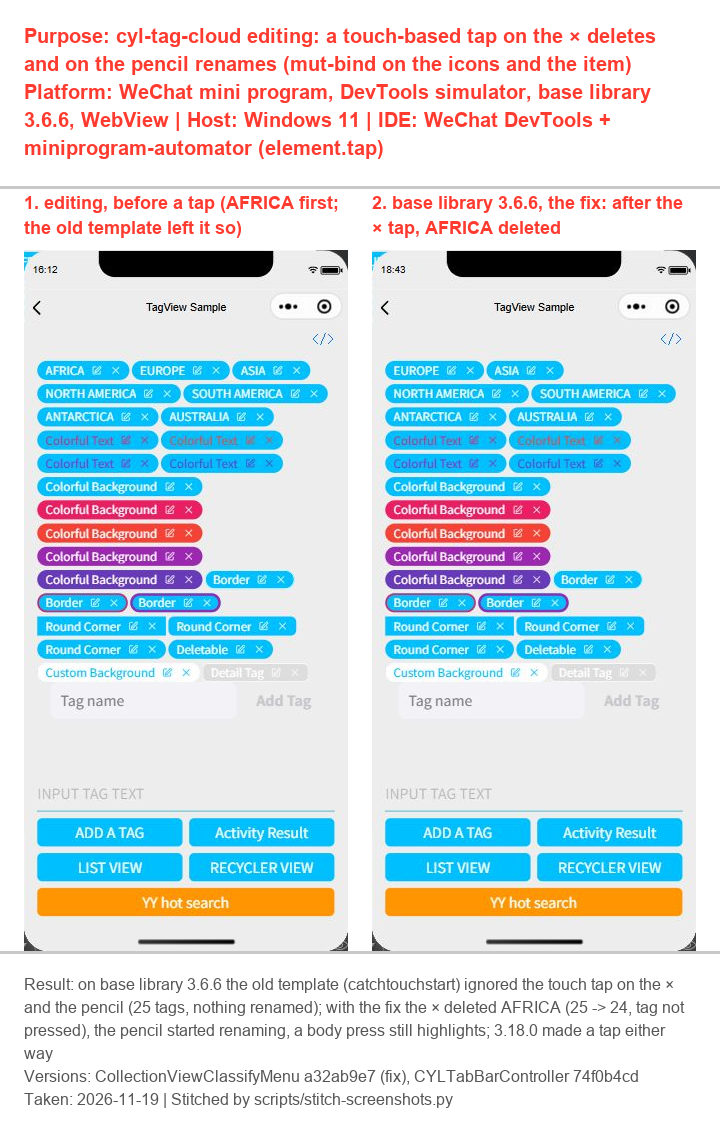 Purpose: cyl-tag-cloud editing: a touch-based tap on the × deletes
and on the pencil renames (mut-bind on the icons and the item)
Platform: WeChat mini program, DevTools simulator, base library
3.6.6, WebView | Host: Windows 11 | IDE: WeChat DevTools +
miniprogram-automator (element.tap)
1. editing, before a tap (AFRICA first;
the old template left it so)
16:12
TagView Sample
</>
AFRICA × EUROPE × ASIA ×
NORTH AMERICA × SOUTH AMERICA ×
ANTARCTICA × AUSTRALIA ×
Colorful Text × Colorful Text ×
Colorful Text × Colorful Text ×
Colorful Background ×
Colorful Background ×
Colorful Background ×
Colorful Background ×
Colorful Background × Border ×
Border × Border ×
Round Corner × Round Corner ×
Round Corner × Deletable ×
Custom Background × Detail Tag ×
Tag name Add Tag
INPUT TAG TEXT
ADD A TAG Activity Result
LIST VIEW RECYCLER VIEW
YY hot search
2. base library 3.6.6, the fix: after the
× tap, AFRICA deleted
18:43
TagView Sample
</>
EUROPE × ASIA ×
NORTH AMERICA × SOUTH AMERICA ×
ANTARCTICA × AUSTRALIA ×
Colorful Text × Colorful Text ×
Colorful Text × Colorful Text ×
Colorful Background ×
Colorful Background ×
Colorful Background ×
Colorful Background ×
Colorful Background × Border ×
Border × Border ×
Round Corner × Round Corner ×
Round Corner × Deletable ×
Custom Background × Detail Tag ×
Tag name Add Tag
INPUT TAG TEXT
ADD A TAG Activity Result
LIST VIEW RECYCLER VIEW
YY hot search
Result: on base library 3.6.6 the old template (catchtouchstart) ignored the touch tap on the ×
and the pencil (25 tags, nothing renamed); with the fix the × deleted AFRICA (25 -> 24, tag not
pressed), the pencil started renaming, a body press still highlights; 3.18.0 made a tap either
way
Versions: CollectionViewClassifyMenu a32ab9e7 (fix), CYLTabBarController 74f0b4cd
Taken: 2026-11-19 | Stitched by scripts/stitch-screenshots.py